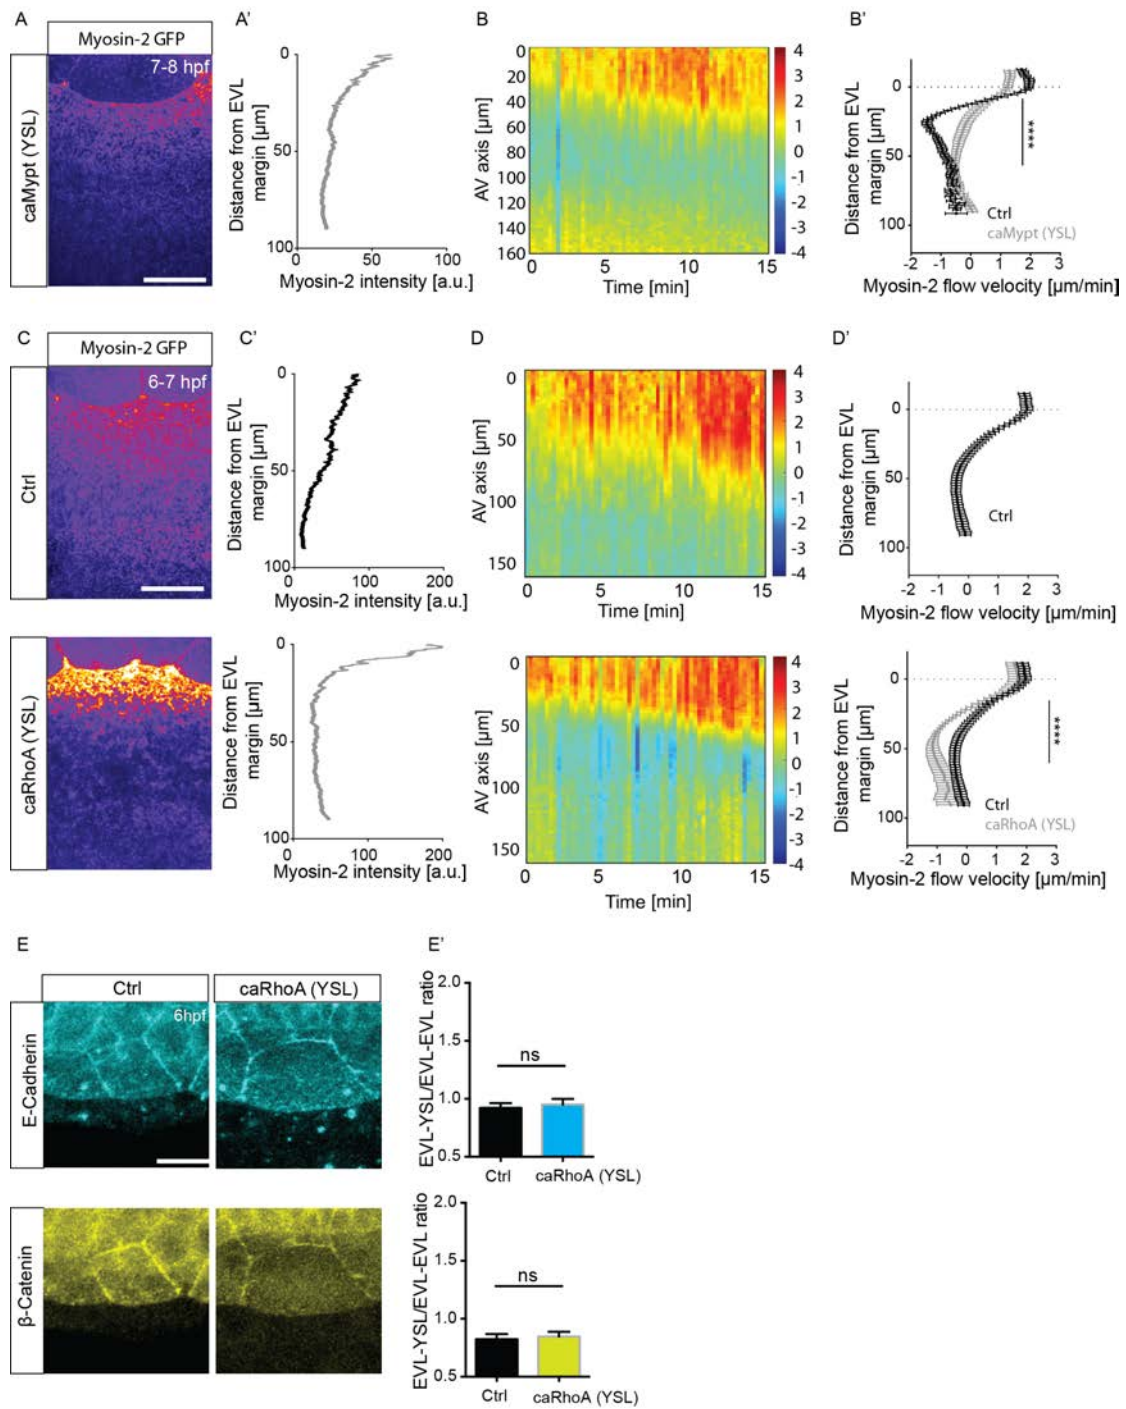 A
Myosin-2 GFP
7-8 hpf
caMypt (YSL)
A'
Distance from EVL
margin [µm]
0
50
100
0
50
100
Myosin-2 intensity [a.u.]
B
AV axis [µm]
0
20
40
60
80
100
120
140
160
0
5
10
15
Time [min]
4
3
2
1
0
-1
-2
-3
-4
B'
Distance from EVL
margin [µm]
0
50
100
****
Ctrl
caMypt (YSL)
-2
-1
0
1
2
3
Myosin-2 flow velocity [µm/min]
C
Myosin-2 GFP
6-7 hpf
Ctrl
C'
Distance from EVL
margin [µm]
0
50
100
0
100
200
Myosin-2 intensity [a.u.]
D
AV axis [µm]
0
50
100
150
0
5
10
15
Time [min]
4
3
2
1
0
-1
-2
-3
-4
D'
Distance from EVL
margin [µm]
0
50
100
Ctrl
-2
-1
0
1
2
3
Myosin-2 flow velocity [µm/min]
caRhoA (YSL)
Distance from EVL
margin [µm]
0
50
100
0
100
200
Myosin-2 intensity [a.u.]
AV axis [µm]
0
50
100
150
0
5
10
15
Time [min]
4
3
2
1
0
-1
-2
-3
-4
Distance from EVL
margin [µm]
0
50
100
****
Ctrl
caRhoA (YSL)
-2
-1
0
1
2
3
Myosin-2 flow velocity [µm/min]
E
Ctrl
caRhoA (YSL)
6hpf
E-Cadherin
β-Catenin
E'
EVL-YSL/EVL-EVL ratio
2.0
1.5
1.0
0.5
ns
Ctrl
caRhoA (YSL)
EVL-YSL/EVL-EVL ratio
2.0
1.5
1.0
0.5
ns
Ctrl
caRhoA (YSL)